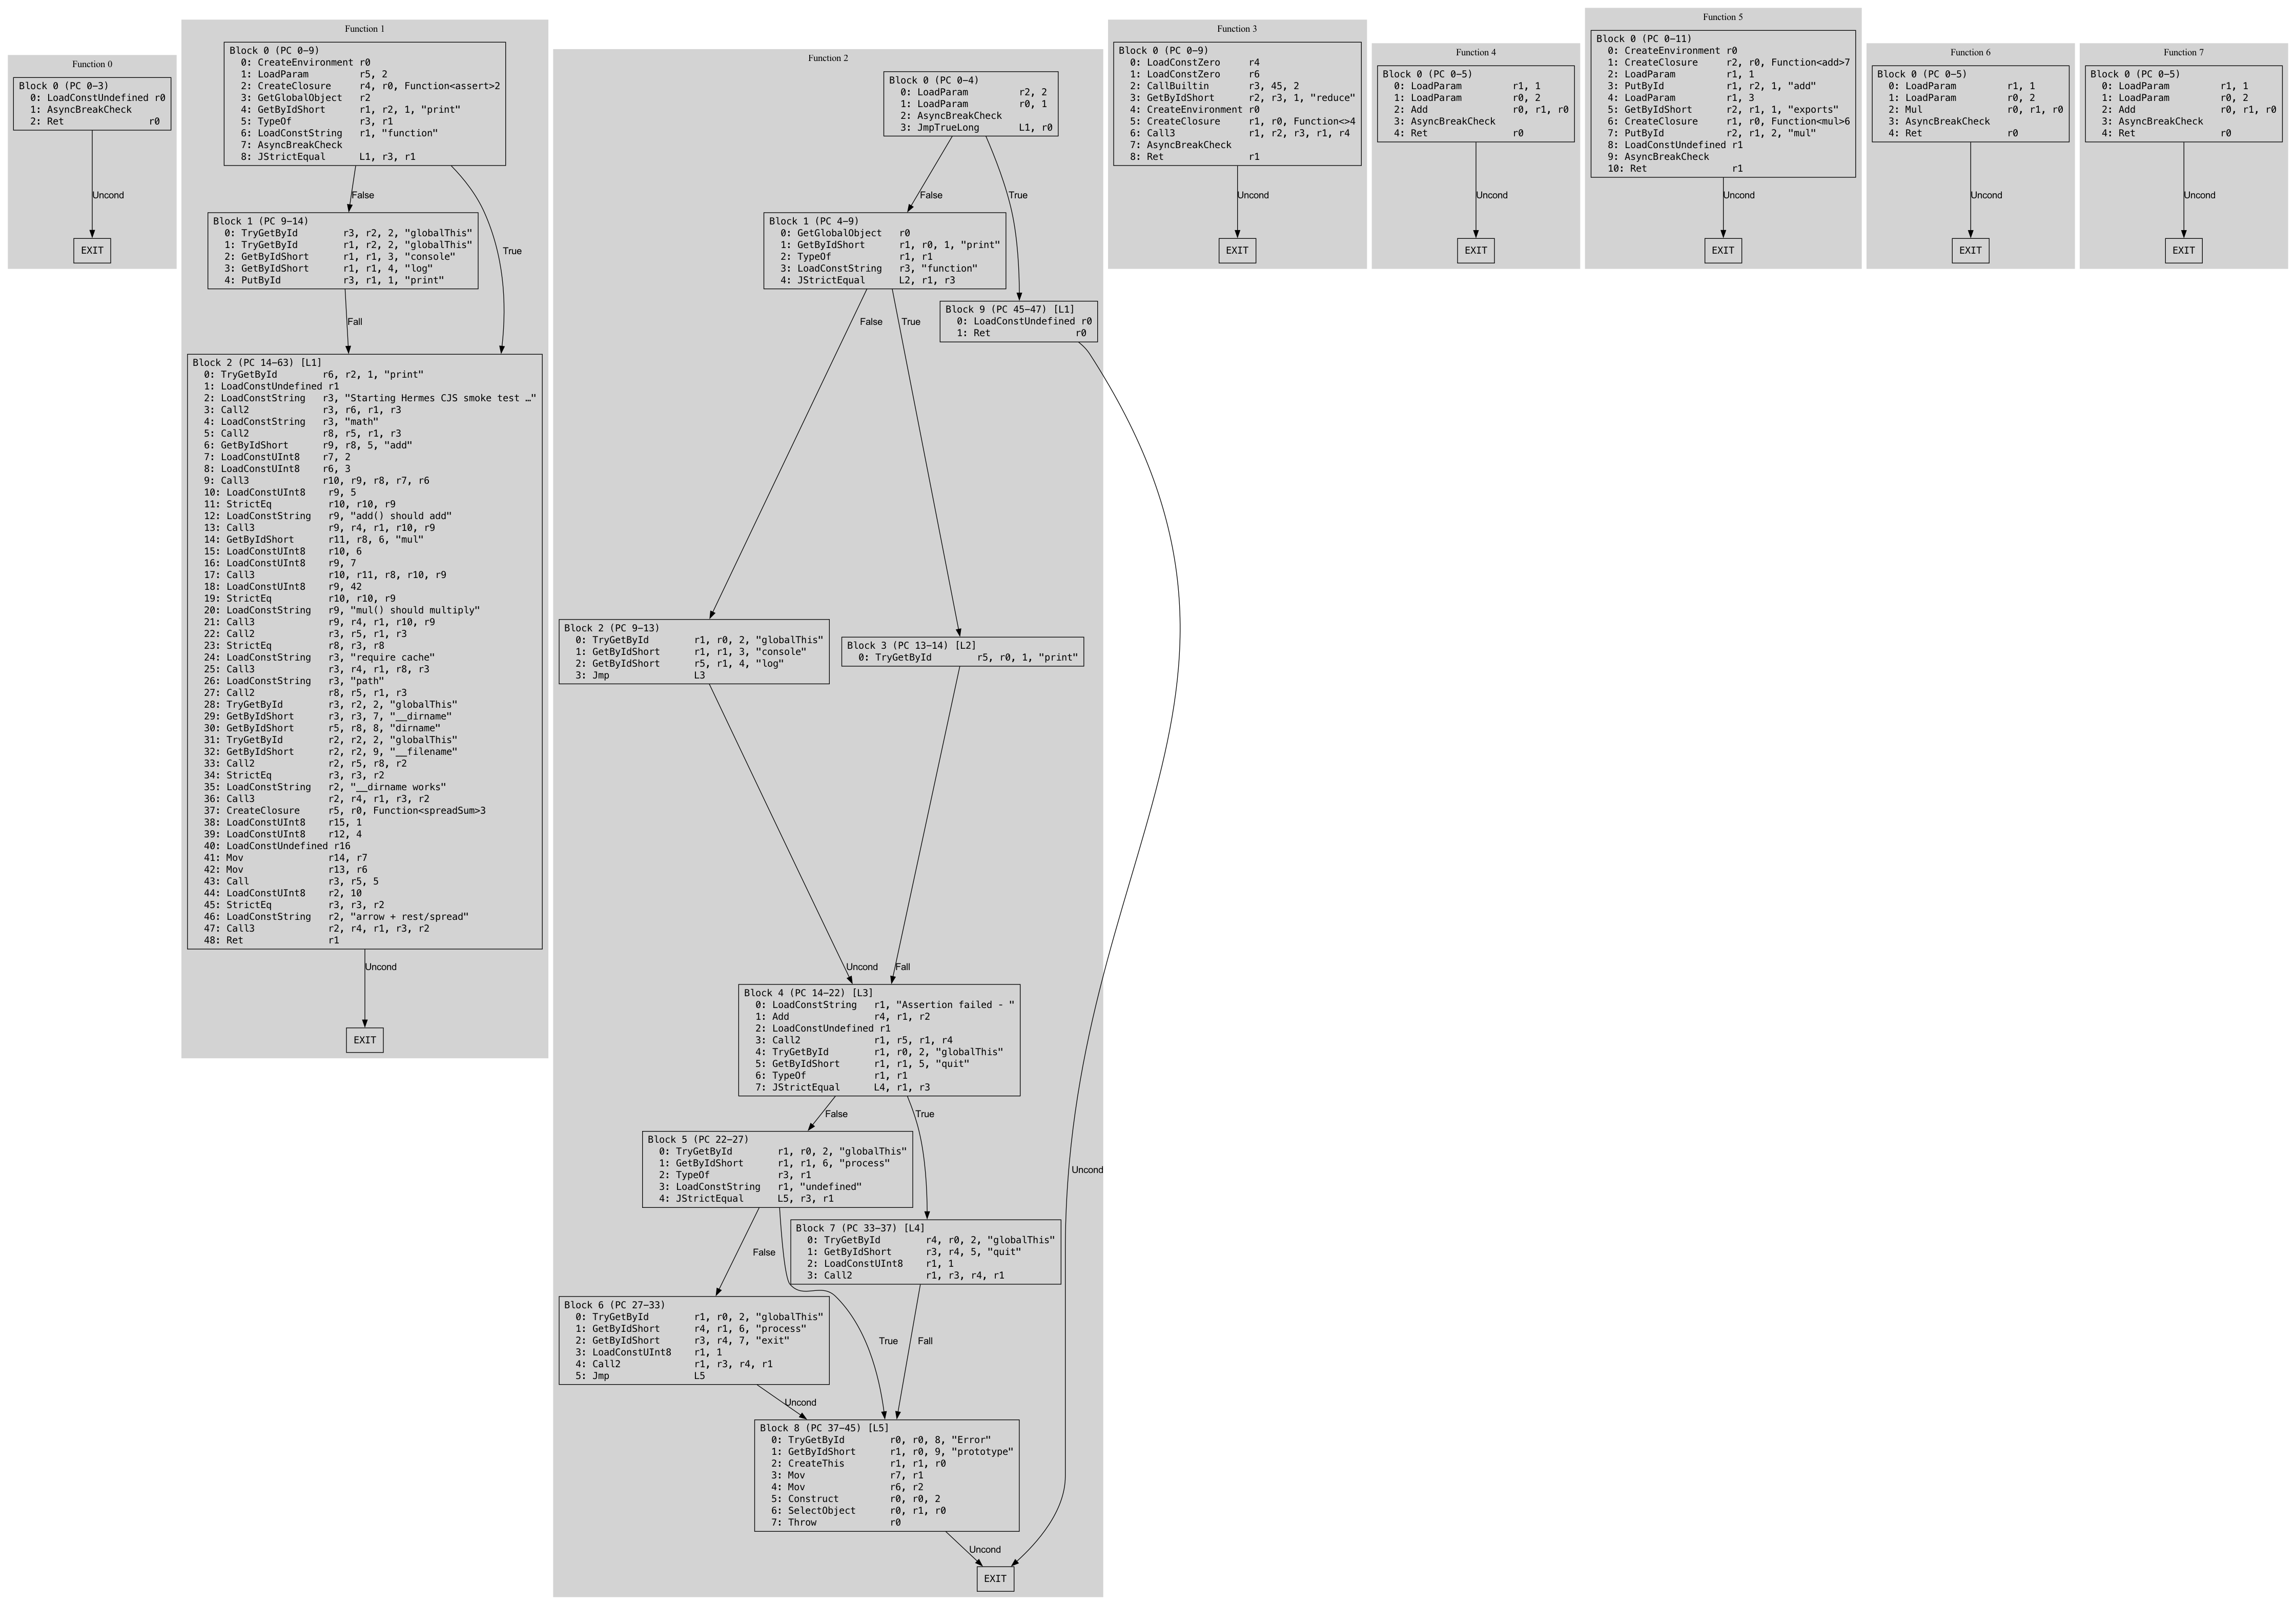 Function 0
Block 0 (PC 0–3)
0: LoadConstUndefined r0
1: AsyncBreakCheck
2: Ret r0
Uncond
EXIT
Function 1
Block 0 (PC 0–9)
0: CreateEnvironment r0
1: LoadParam r5, 2
2: CreateClosure r4, r0, Function<assert>2
3: GetGlobalObject r2
4: GetByIdShort r1, r2, 1, "print"
5: TypeOf r3, r1
6: LoadConstString r1, "function"
7: AsyncBreakCheck
8: JStrictEqual L1, r3, r1
False
True
Block 1 (PC 9–14)
0: TryGetById r3, r2, 2, "globalThis"
1: TryGetById r1, r2, 2, "globalThis"
2: GetByIdShort r1, r1, 3, "console"
3: GetByIdShort r1, r1, 4, "log"
4: PutById r3, r1, 1, "print"
Fall
Block 2 (PC 14–63) [L1]
0: TryGetById r6, r2, 1, "print"
1: LoadConstUndefined r1
2: LoadConstString r3, "Starting Hermes CJS smoke test …"
3: Call2 r3, r6, r1, r3
4: LoadConstString r3, "math"
5: Call2 r8, r5, r1, r3
6: GetByIdShort r9, r8, 5, "add"
7: LoadConstUInt8 r7, 2
8: LoadConstUInt8 r6, 3
9: Call3 r10, r9, r8, r7, r6
10: LoadConstUInt8 r9, 5
11: StrictEq r10, r10, r9
12: LoadConstString r9, "add() should add"
13: Call3 r9, r4, r1, r10, r9
14: GetByIdShort r11, r8, 6, "mul"
15: LoadConstUInt8 r10, 6
16: LoadConstUInt8 r9, 7
17: Call3 r10, r11, r8, r10, r9
18: LoadConstUInt8 r9, 42
19: StrictEq r10, r10, r9
20: LoadConstString r9, "mul() should multiply"
21: Call3 r9, r4, r1, r10, r9
22: Call2 r3, r5, r1, r3
23: StrictEq r8, r3, r8
24: LoadConstString r3, "require cache"
25: Call3 r3, r4, r1, r8, r3
26: LoadConstString r3, "path"
27: Call2 r8, r5, r1, r3
28: TryGetById r3, r2, 2, "globalThis"
29: GetByIdShort r3, r3, 7, "__dirname"
30: GetByIdShort r5, r8, 8, "dirname"
31: TryGetById r2, r2, 2, "globalThis"
32: GetByIdShort r2, r2, 9, "__filename"
33: Call2 r2, r5, r8, r2
34: StrictEq r3, r3, r2
35: LoadConstString r2, "__dirname works"
36: Call3 r2, r4, r1, r3, r2
37: CreateClosure r5, r0, Function<spreadSum>3
38: LoadConstUInt8 r15, 1
39: LoadConstUInt8 r12, 4
40: LoadConstUndefined r16
41: Mov r14, r7
42: Mov r13, r6
43: Call r3, r5, 5
44: LoadConstUInt8 r2, 10
45: StrictEq r3, r3, r2
46: LoadConstString r2, "arrow + rest/spread"
47: Call3 r2, r4, r1, r3, r2
48: Ret r1
Uncond
EXIT
Function 2
Block 0 (PC 0–4)
0: LoadParam r2, 2
1: LoadParam r0, 1
2: AsyncBreakCheck
3: JmpTrueLong L1, r0
False
True
Block 1 (PC 4–9)
0: GetGlobalObject r0
1: GetByIdShort r1, r0, 1, "print"
2: TypeOf r1, r1
3: LoadConstString r3, "function"
4: JStrictEqual L2, r1, r3
Block 9 (PC 45–47) [L1]
0: LoadConstUndefined r0
1: Ret r0
False
True
Block 2 (PC 9–13)
0: TryGetById r1, r0, 2, "globalThis"
1: GetByIdShort r1, r1, 3, "console"
2: GetByIdShort r5, r1, 4, "log"
3: Jmp L3
Block 3 (PC 13–14) [L2]
0: TryGetById r5, r0, 1, "print"
Uncond
Fall
Block 4 (PC 14–22) [L3]
0: LoadConstString r1, "Assertion failed - "
1: Add r4, r1, r2
2: LoadConstUndefined r1
3: Call2 r1, r5, r1, r4
4: TryGetById r1, r0, 2, "globalThis"
5: GetByIdShort r1, r1, 5, "quit"
6: TypeOf r1, r1
7: JStrictEqual L4, r1, r3
False
True
Block 5 (PC 22–27)
0: TryGetById r1, r0, 2, "globalThis"
1: GetByIdShort r1, r1, 6, "process"
2: TypeOf r3, r1
3: LoadConstString r1, "undefined"
4: JStrictEqual L5, r3, r1
Uncond
Block 7 (PC 33–37) [L4]
0: TryGetById r4, r0, 2, "globalThis"
1: GetByIdShort r3, r4, 5, "quit"
2: LoadConstUInt8 r1, 1
3: Call2 r1, r3, r4, r1
False
Block 6 (PC 27–33)
0: TryGetById r1, r0, 2, "globalThis"
1: GetByIdShort r4, r1, 6, "process"
2: GetByIdShort r3, r4, 7, "exit"
3: LoadConstUInt8 r1, 1
4: Call2 r1, r3, r4, r1
5: Jmp L5
True
Fall
Uncond
Block 8 (PC 37–45) [L5]
0: TryGetById r0, r0, 8, "Error"
1: GetByIdShort r1, r0, 9, "prototype"
2: CreateThis r1, r1, r0
3: Mov r7, r1
4: Mov r6, r2
5: Construct r0, r0, 2
6: SelectObject r0, r1, r0
7: Throw r0
Uncond
EXIT
Function 3
Block 0 (PC 0–9)
0: LoadConstZero r4
1: LoadConstZero r6
2: CallBuiltin r3, 45, 2
3: GetByIdShort r2, r3, 1, "reduce"
4: CreateEnvironment r0
5: CreateClosure r1, r0, Function<>4
6: Call3 r1, r2, r3, r1, r4
7: AsyncBreakCheck
8: Ret r1
Uncond
EXIT
Function 4
Block 0 (PC 0–5)
0: LoadParam r1, 1
1: LoadParam r0, 2
2: Add r0, r1, r0
3: AsyncBreakCheck
4: Ret r0
Uncond
EXIT
Function 5
Block 0 (PC 0–11)
0: CreateEnvironment r0
1: CreateClosure r2, r0, Function<add>7
2: LoadParam r1, 1
3: PutById r1, r2, 1, "add"
4: LoadParam r1, 3
5: GetByIdShort r2, r1, 1, "exports"
6: CreateClosure r1, r0, Function<mul>6
7: PutById r2, r1, 2, "mul"
8: LoadConstUndefined r1
9: AsyncBreakCheck
10: Ret r1
Uncond
EXIT
Function 6
Block 0 (PC 0–5)
0: LoadParam r1, 1
1: LoadParam r0, 2
2: Mul r0, r1, r0
3: AsyncBreakCheck
4: Ret r0
Uncond
EXIT
Function 7
Block 0 (PC 0–5)
0: LoadParam r1, 1
1: LoadParam r0, 2
2: Add r0, r1, r0
3: AsyncBreakCheck
4: Ret r0
Uncond
EXIT